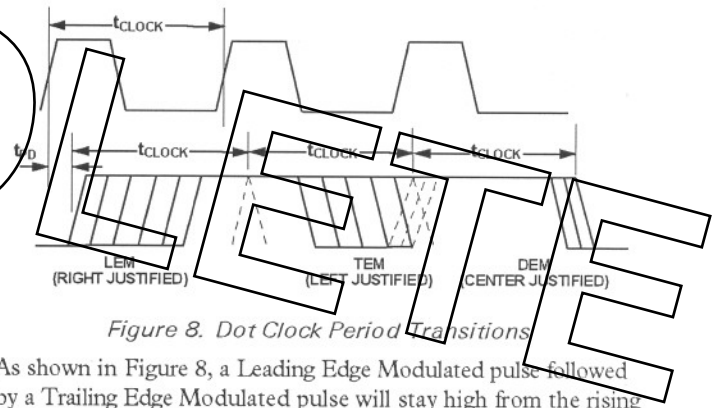 tCLOCK
tPD
tCLOCK
tCLOCK
tCLOCK
LEM
(RIGHT JUSTIFIED)
TEM
(LEFT JUSTIFIED)
DEM
(CENTER JUSTIFIED)
Figure 8. Dot Clock Period Transitions
As shown in Figure 8, a Leading Edge Modulated pulse followed
by a Trailing Edge Modulated pulse will stay high from the rising
LETE